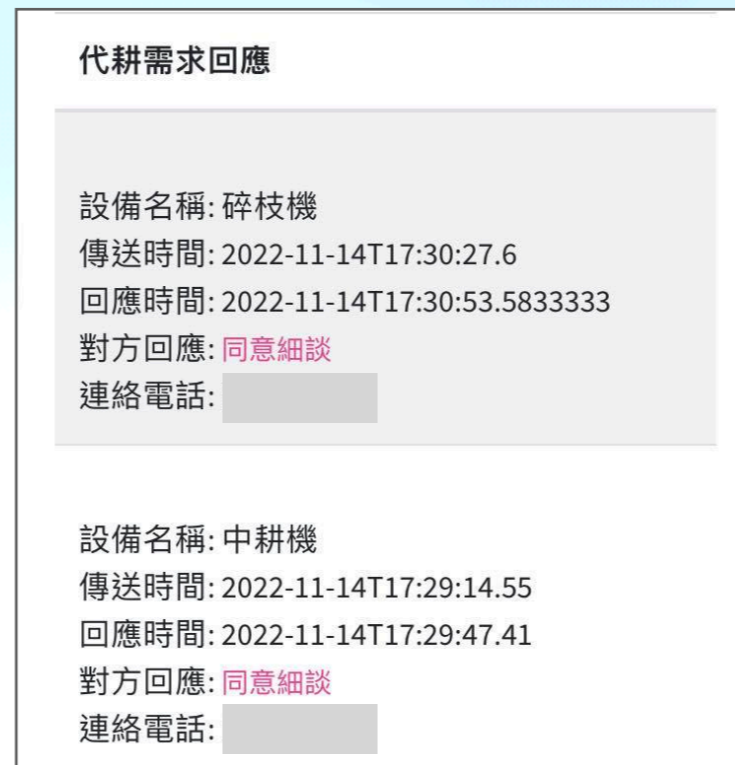 代耕需求回應
設備名稱: 碎枝機
傳送時間: 2022-11-14T17:30:27.6
回應時間: 2022-11-14T17:30:53.5833333
對方回應: 同意細談
連絡電話:
設備名稱: 中耕機
傳送時間: 2022-11-14T17:29:14.55
回應時間: 2022-11-14T17:29:47.41
對方回應: 同意細談
連絡電話: